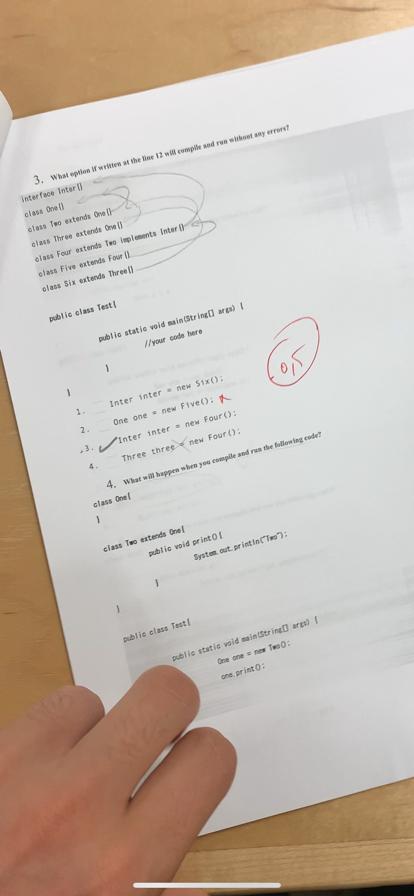 3. What option if written at the line 12 will compile and run without any errors?
interface Inter{}
class One{}
class Two extends One{}
class Three extends One{}
class Four extends Two implements Inter{}
class Five extends Four{}
class Six extends Three{}
public class Test{
public static void main(String[] args) {
//your code here
}
}
1. Inter inter = new Six();
2. One one = new Five();
3. Inter inter = new Four();
4. Three three = new Four();
0,5
4. What will happen when you compile and run the following code?
class One{
}
class Two extends One{
public void print(){
System.out.println("Two");
}
}
public class Test{
public static void main(String[] args) {
One one = new Two();
one.print();